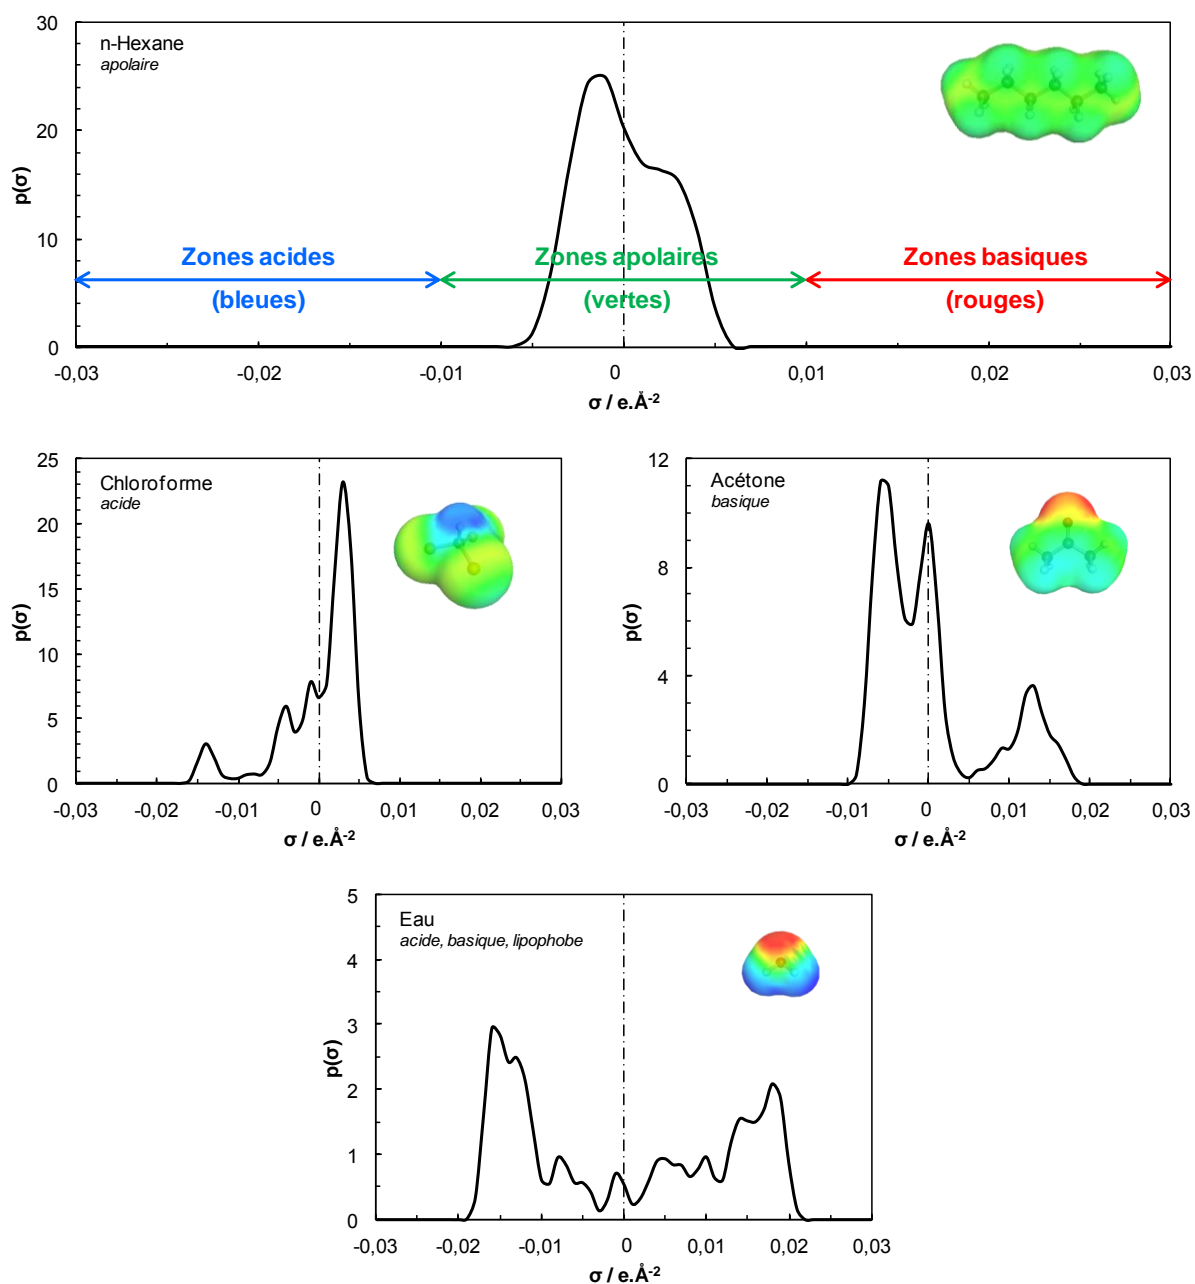 30
n-Hexane
apolaire
20
p(σ)
Zones acides
Zones apolaires
Zones basiques
10
(bleues)
(vertes)
(rouges)
0
-0,03
-0,02
-0,01
0
0,01
0,02
0,03
σ / e.Å-2
25
Chloroforme
acide
20
15
p(σ)
10
5
0
-0,03
-0,02
-0,01
0
0,01
0,02
0,03
σ / e.Å-2
12
Acétone
basique
8
p(σ)
4
0
-0,03
-0,02
-0,01
0
0,01
0,02
0,03
σ / e.Å-2
5
Eau
acide, basique, lipophobe
4
3
p(σ)
2
1
0
-0,03
-0,02
-0,01
0
0,01
0,02
0,03
σ / e.Å-2